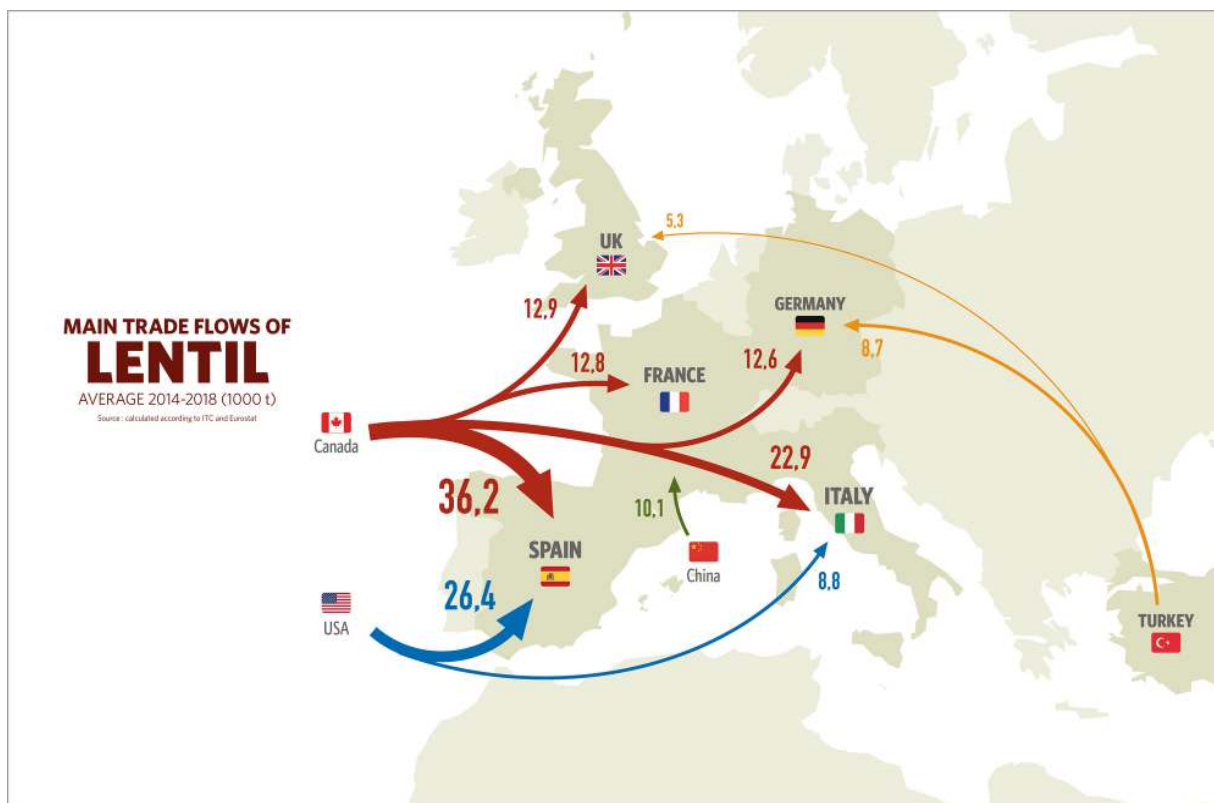 MAIN TRADE FLOWS OF
LENTIL
AVERAGE 2014-2018 (1000 t)
Source : calculated according to ITC and Eurostat
5,3
UK
12,9
GERMANY
8,7
12,8
12,6
FRANCE
Canada
22,9
36,2
ITALY
10,1
SPAIN
China
8,8
26,4
USA
TURKEY